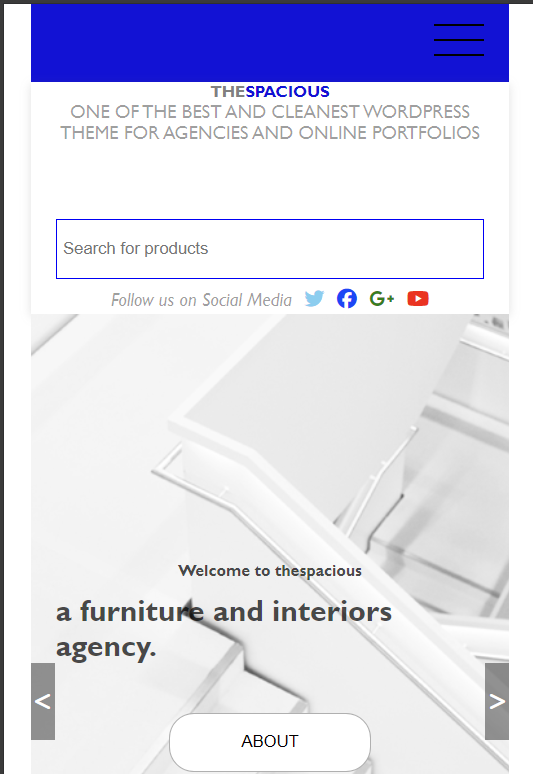 THESPACIOUS
ONE OF THE BEST AND CLEANEST WORDPRESS
THEME FOR AGENCIES AND ONLINE PORTFOLIOS
Search for products
Follow us on Social Media
G+
Welcome to thespacious
a furniture and interiors
agency.
< >
ABOUT